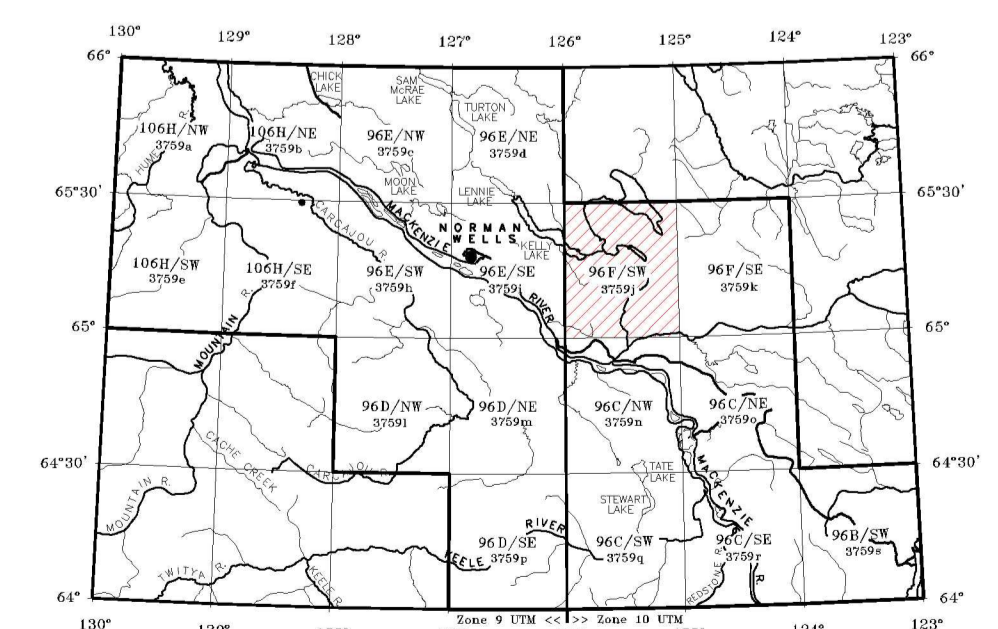 130° 129° 128° 127° 126° 125° 124° 123°
66° 66°
CHICK LAKE
SAM McRAE LAKE
TURTON LAKE
106H/NW 3759a
106H/NE 3759b
96E/NW 3759c
96E/NE 3759d
HUME R.
MOON LAKE
LENNIE LAKE
65°30' 65°30'
CARCAJOU R.
MACKENZIE
NORMAN WELLS
KELLY LAKE
106H/SW 3759e
106H/SE 3759f
96E/SW 3759h
96E/SE 3759i
96F/SW 3759j
96F/SE 3759k
RIVER
MOUNTAIN R.
65° 65°
96D/NW 3759l
96D/NE 3759m
96C/NW 3759n
96C/NE 3759o
CACHE CREEK
64°30' 64°30'
CARCAJOU R.
TATE LAKE
MACKENZIE
MOUNTAIN R.
STEWART LAKE
RIVER
96D/SE 3759p
96C/SW 3759q
96C/SE 3759r
96B/SW 3759s
KEELE
TWITYA R.
KEELE R.
REDSTONE R.
R.
64° 64°
Zone 9 UTM << >> Zone 10 UTM
130° 123°